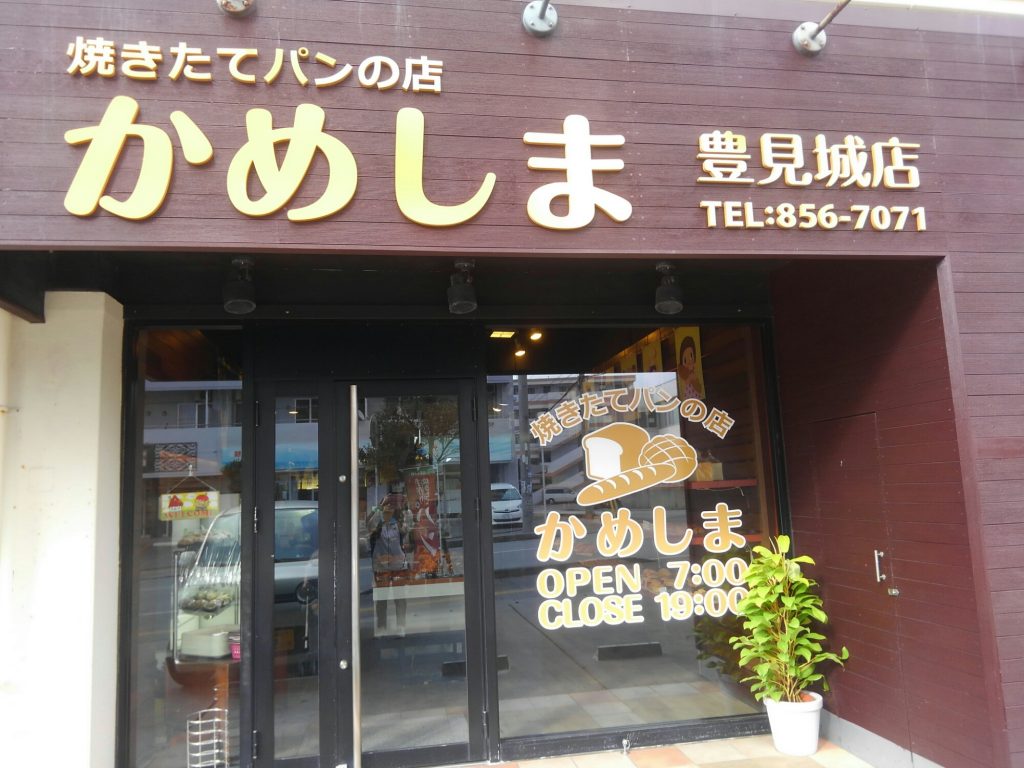 焼きたてパンの店
かめしま
豊見城店
TEL:856-7071
焼きたてパンの店
かめしま
OPEN 7:00
CLOSE 19:00